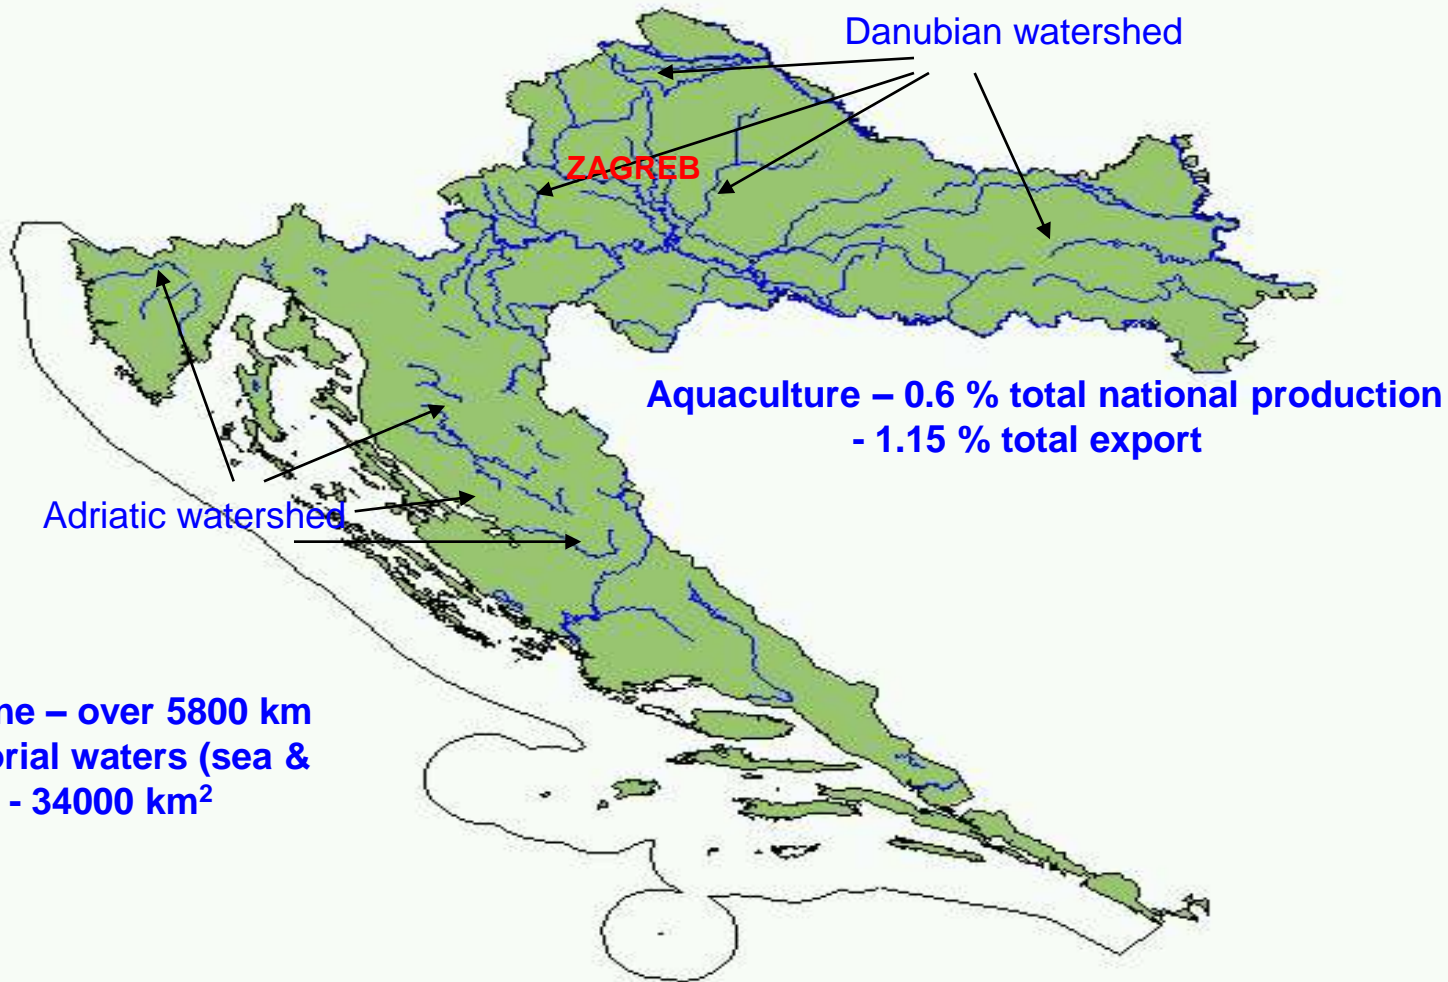 Danubian watershed
ZAGREB
Aquaculture – 0.6 % total national production
- 1.15 % total export
Adriatic watershed
ne – over 5800 km
orial waters (sea &
- 34000 km²